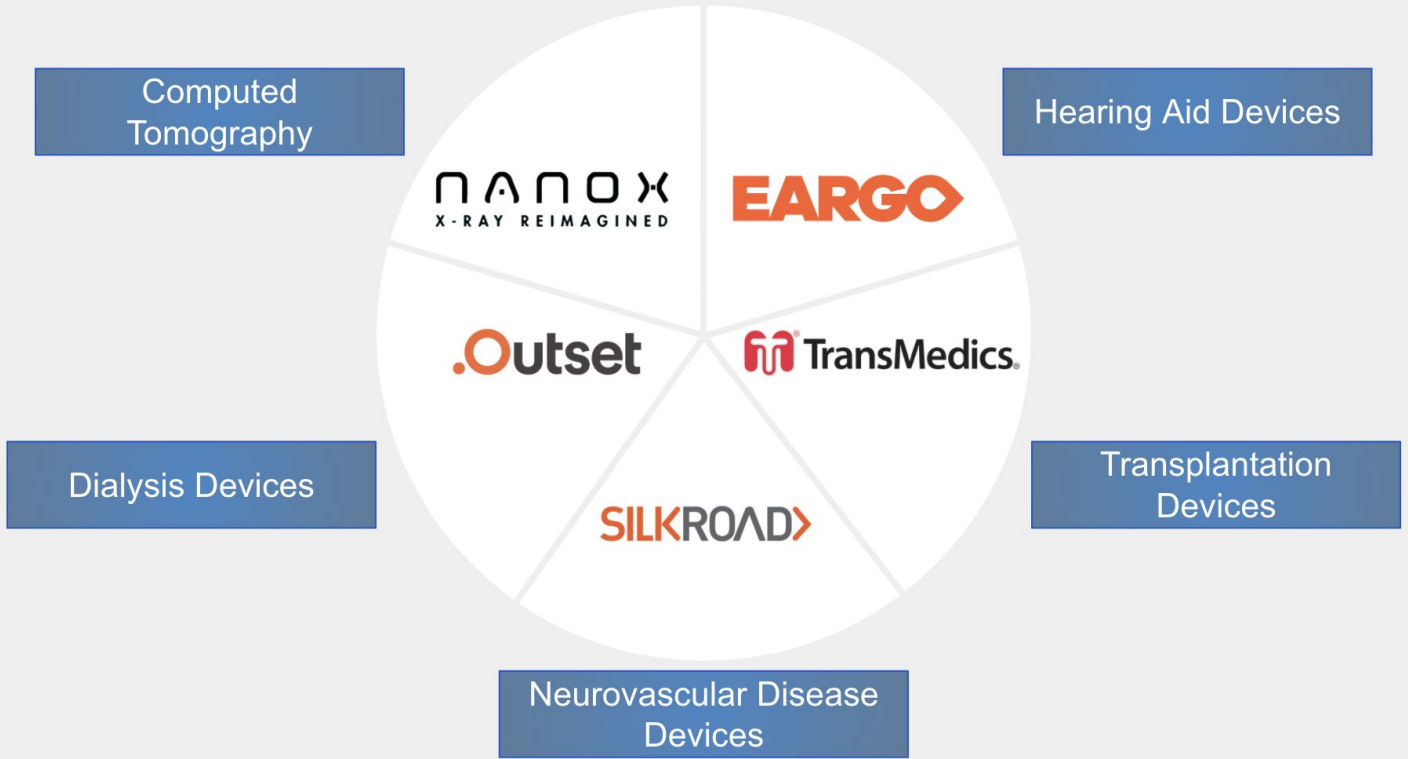 Computed
Tomography
Hearing Aid Devices
NANOX
X-RAY REIMAGINED
EARGO
.Outset
TransMedics®
Dialysis Devices
Transplantation
Devices
SILKROAD
Neurovascular Disease
Devices